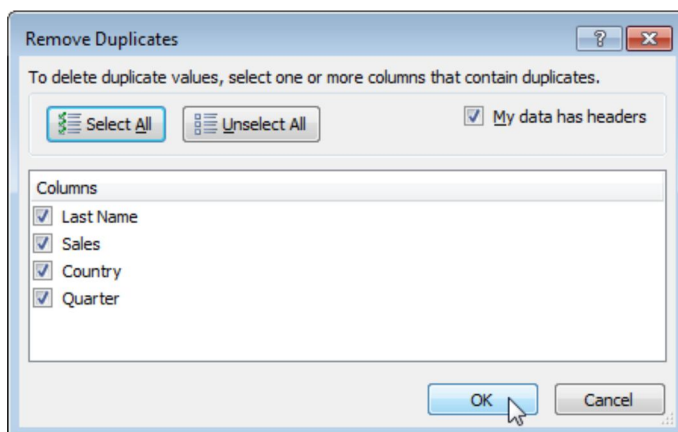 Remove Duplicates
To delete duplicate values, select one or more columns that contain duplicates.
Select All
Unselect All
My data has headers
Columns
Last Name
Sales
Country
Quarter
OK
Cancel